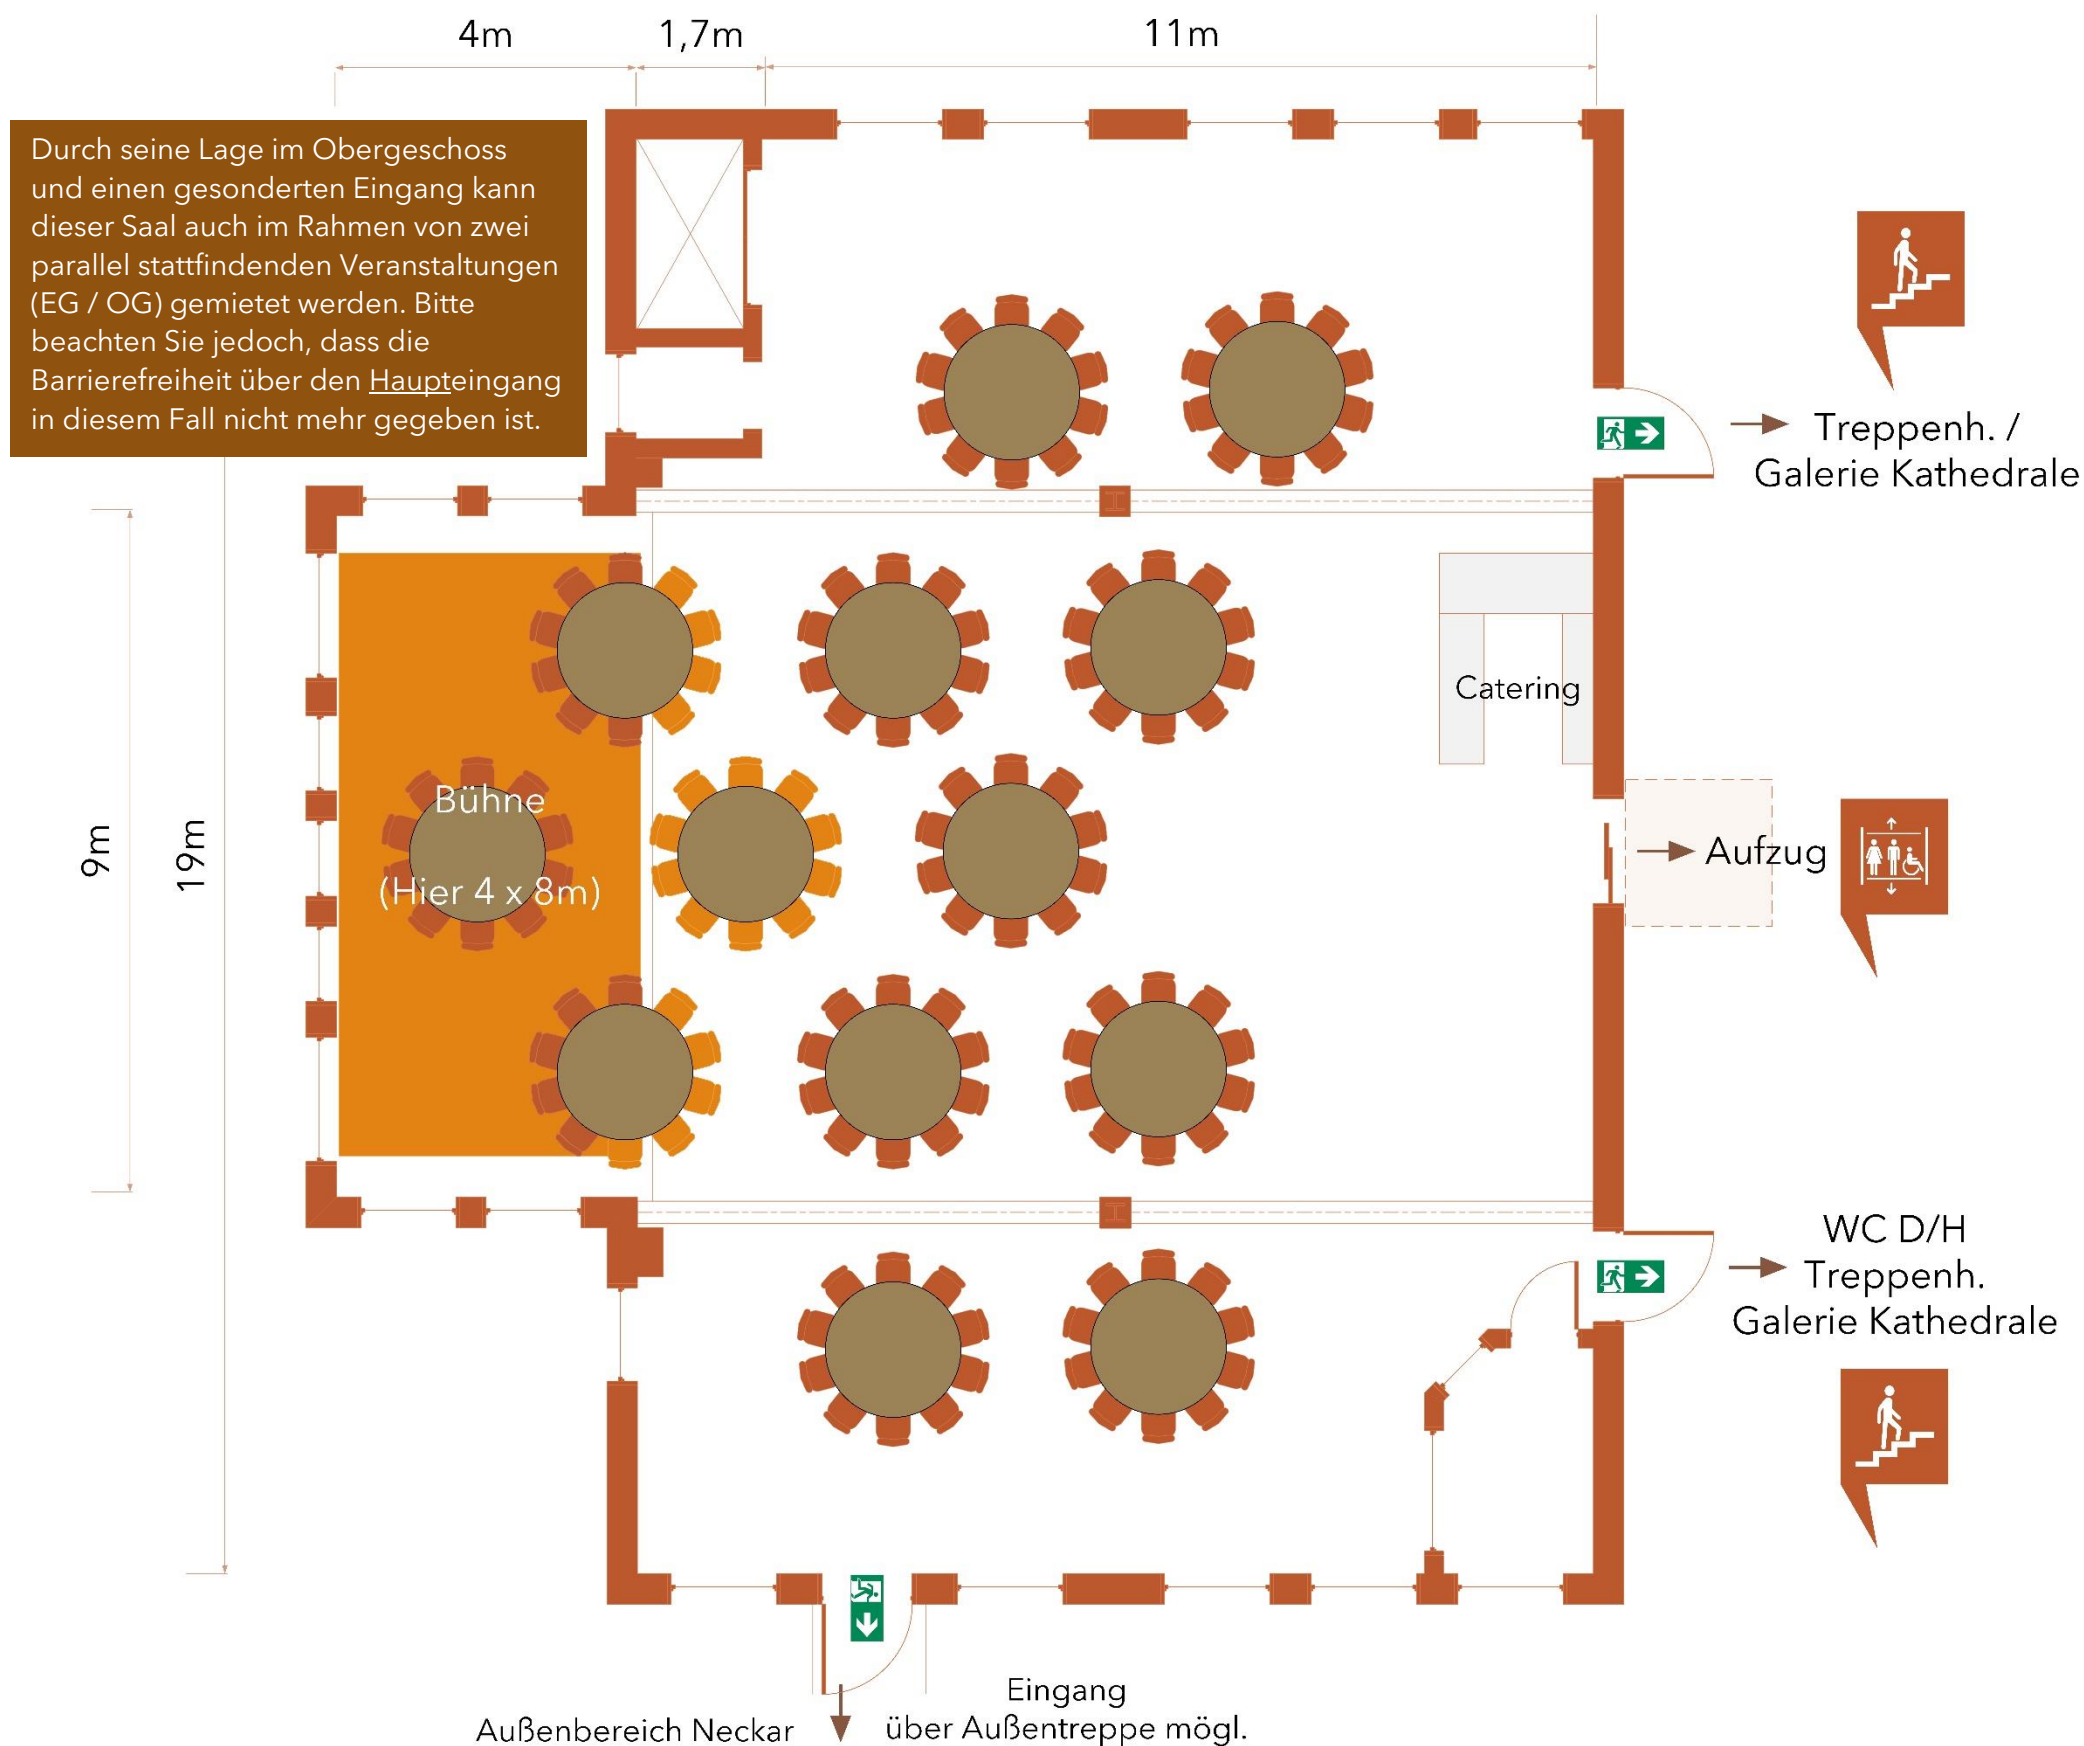 4m
1,7m
11m
Durch seine Lage im Obergeschoss
und einen gesonderten Eingang kann
dieser Saal auch im Rahmen von zwei
parallel stattfindenden Veranstaltungen
(EG / OG) gemietet werden. Bitte
beachten Sie jedoch, dass die
Barrierefreiheit über den Haupteingang
in diesem Fall nicht mehr gegeben ist.
Treppenh. /
Galerie Kathedrale
Catering
Bühne
(Hier 4 x 8m)
9m
19m
Aufzug
WC D/H
Treppenh.
Galerie Kathedrale
Eingang
über Außentreppe mögl.
Außenbereich Neckar